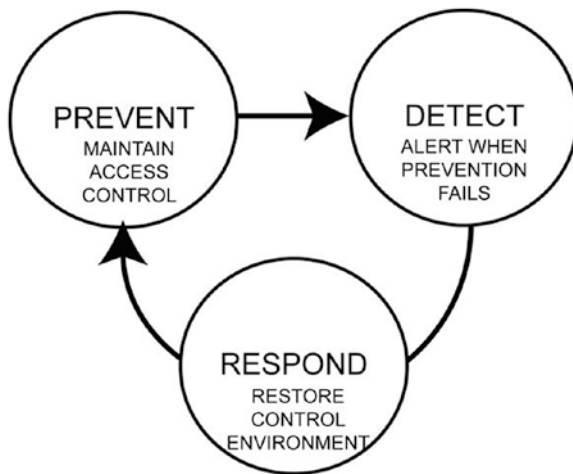 PREVENT
MAINTAIN
ACCESS
CONTROL
DETECT
ALERT WHEN
PREVENTION
FAILS
RESPOND
RESTORE
CONTROL
ENVIRONMENT